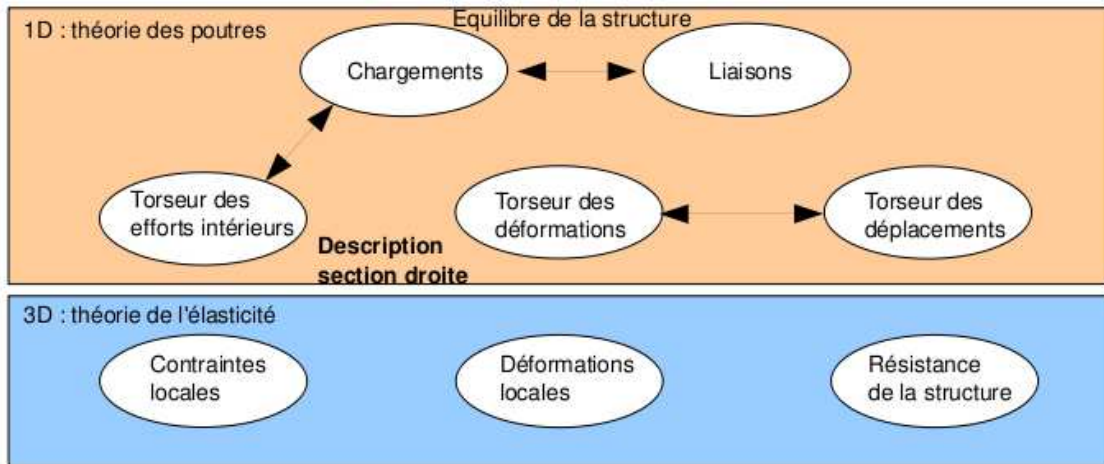 Equilibre de la structure
1D : théorie des poutres
Chargements
Liaisons
Torseur des
efforts intérieurs
Torseur des
déformations
Torseur des
déplacements
Description
section droite
3D : théorie de l'élasticité
Contraintes
locales
Déformations
locales
Résistance
de la structure